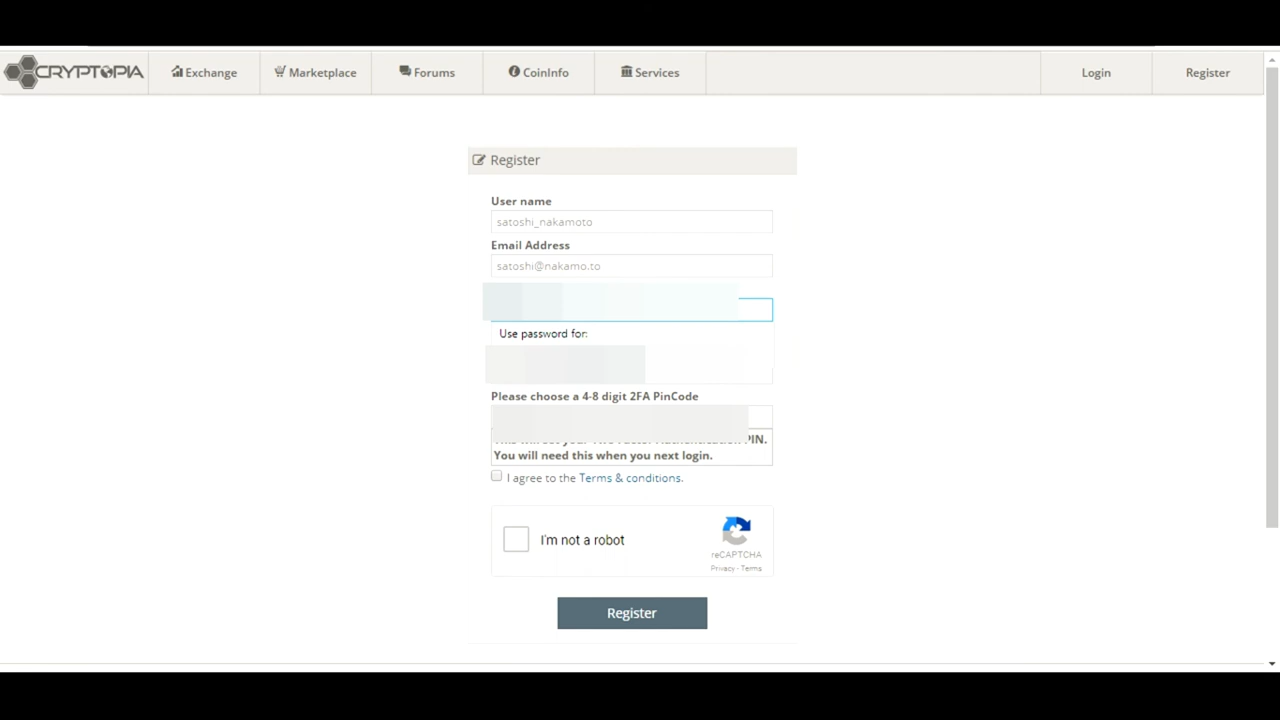 CRYPTOPIA Exchange Marketplace Forums CoinInfo Services Login Register
Register
User name
satoshi_nakamoto
Email Address
satoshi@nakamo.to
Use password for:
Please choose a 4-8 digit 2FA PinCode
PIN.
You will need this when you next login.
I agree to the Terms & conditions.
I'm not a robot
reCAPTCHA
Privacy - Terms
Register